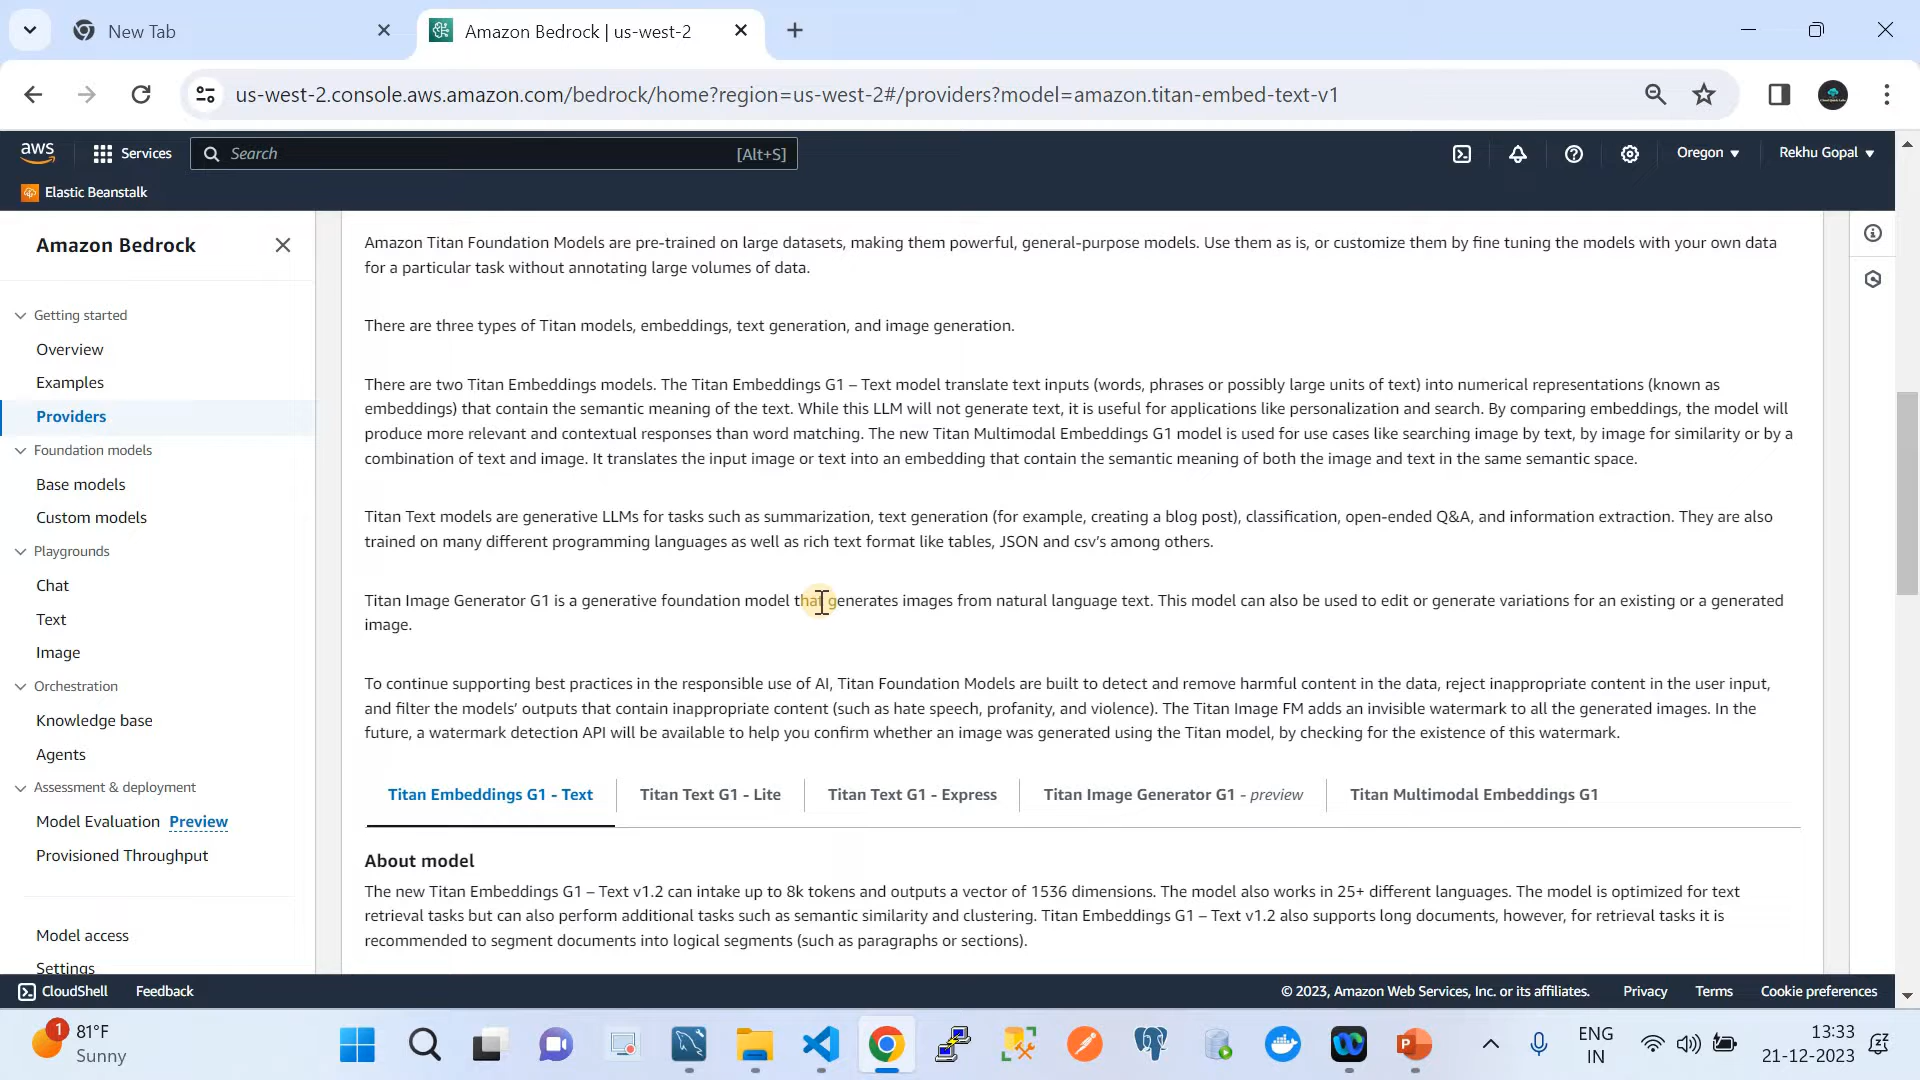 New Tab
Amazon Bedrock | us-west-2
us-west-2.console.aws.amazon.com/bedrock/home?region=us-west-2#/providers?model=amazon.titan-embed-text-v1
aws
Services
Search
[Alt+S]
Oregon
Rekhu Gopal
Elastic Beanstalk
Amazon Bedrock
Getting started
Overview
Examples
Providers
Foundation models
Base models
Custom models
Playgrounds
Chat
Text
Image
Orchestration
Knowledge base
Agents
Assessment & deployment
Model Evaluation Preview
Provisioned Throughput
Model access
Settings
Amazon Titan Foundation Models are pre-trained on large datasets, making them powerful, general-purpose models. Use them as is, or customize them by fine tuning the models with your own data
for a particular task without annotating large volumes of data.
There are three types of Titan models, embeddings, text generation, and image generation.
There are two Titan Embeddings models. The Titan Embeddings G1 – Text model translate text inputs (words, phrases or possibly large units of text) into numerical representations (known as
embeddings) that contain the semantic meaning of the text. While this LLM will not generate text, it is useful for applications like personalization and search. By comparing embeddings, the model will
produce more relevant and contextual responses than word matching. The new Titan Multimodal Embeddings G1 model is used for use cases like searching image by text, by image for similarity or by a
combination of text and image. It translates the input image or text into an embedding that contain the semantic meaning of both the image and text in the same semantic space.
Titan Text models are generative LLMs for tasks such as summarization, text generation (for example, creating a blog post), classification, open-ended Q&A, and information extraction. They are also
trained on many different programming languages as well as rich text format like tables, JSON and csv's among others.
Titan Image Generator G1 is a generative foundation model that generates images from natural language text. This model can also be used to edit or generate variations for an existing or a generated
image.
To continue supporting best practices in the responsible use of AI, Titan Foundation Models are built to detect and remove harmful content in the data, reject inappropriate content in the user input,
and filter the models' outputs that contain inappropriate content (such as hate speech, profanity, and violence). The Titan Image FM adds an invisible watermark to all the generated images. In the
future, a watermark detection API will be available to help you confirm whether an image was generated using the Titan model, by checking for the existence of this watermark.
Titan Embeddings G1 - Text
Titan Text G1 - Lite
Titan Text G1 - Express
Titan Image Generator G1 - preview
Titan Multimodal Embeddings G1
About model
The new Titan Embeddings G1 – Text v1.2 can intake up to 8k tokens and outputs a vector of 1536 dimensions. The model also works in 25+ different languages. The model is optimized for text
retrieval tasks but can also perform additional tasks such as semantic similarity and clustering. Titan Embeddings G1 – Text v1.2 also supports long documents, however, for retrieval tasks it is
recommended to segment documents into logical segments (such as paragraphs or sections).
CloudShell
Feedback
© 2023, Amazon Web Services, Inc. or its affiliates.
Privacy
Terms
Cookie preferences
1
81°F
Sunny
ENG
IN
13:33
21-12-2023